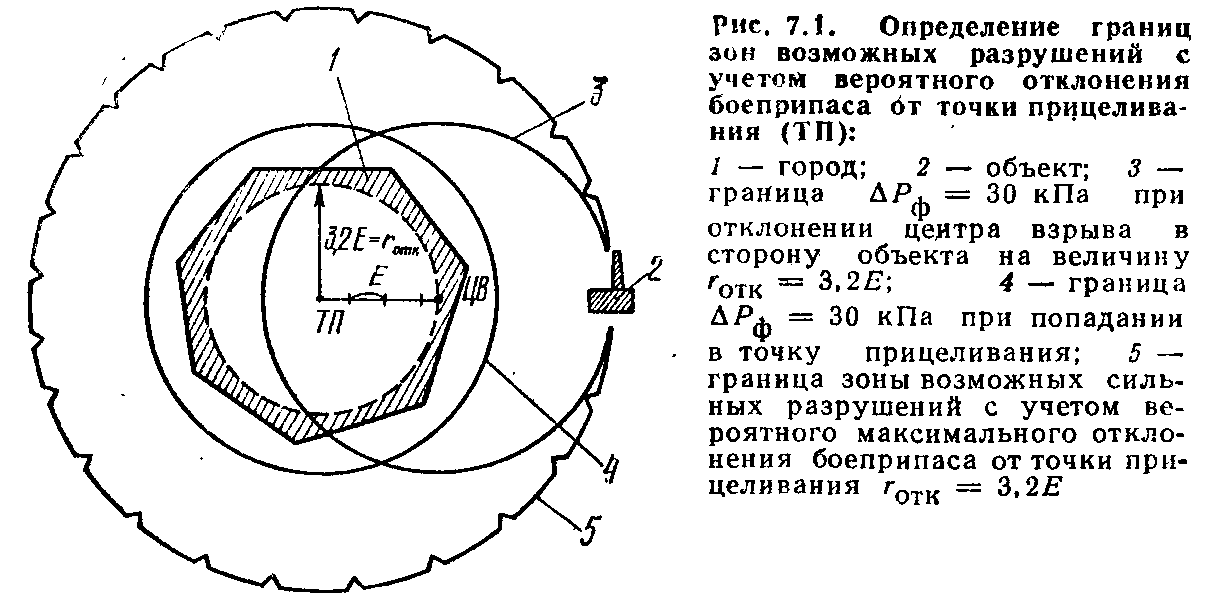 1
3
3,2E=rотк
E
ЦВ
ТП
2
4
5
Рис. 7.1. Определение границ
зон возможных разрушений с
учетом вероятного отклонения
боеприпаса от точки прицелива-
ния (ТП):
1 — город; 2 — объект; 3 —
граница ΔPф = 30 кПа при
отклонении центра взрыва в
сторону объекта на величину
rотк = 3,2E; 4 — граница
ΔPф = 30 кПа при попадании
в точку прицеливания; 5 —
граница зоны возможных силь-
ных разрушений с учетом ве-
роятного максимального откло-
нения боеприпаса от точки при-
целивания rотк = 3,2E